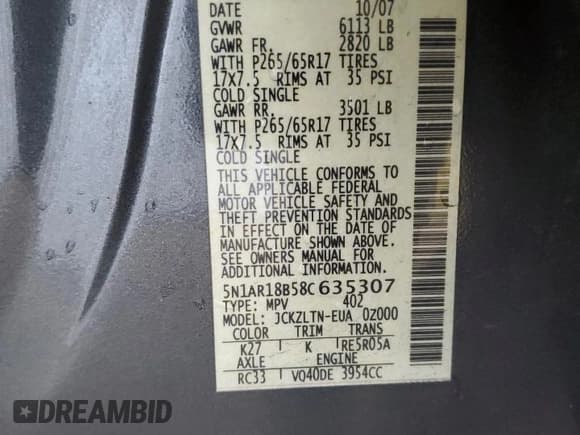 DATE 10/07
GVWR 6113 LB
GAWR FR. 2820 LB
WITH P265/65R17 TIRES
17X7.5 RIMS AT 35 PSI
COLD SINGLE
GAWR RR. 3501 LB
WITH P265/65R17 TIRES
17X7.5 RIMS AT 35 PSI
COLD SINGLE
THIS VEHICLE CONFORMS TO
ALL APPLICABLE FEDERAL
MOTOR VEHICLE SAFETY AND
THEFT PREVENTION STANDARDS
IN EFFECT ON THE DATE OF
MANUFACTURE SHOWN ABOVE.
SEE OWNERS MANUAL FOR
ADDITIONAL INFORMATION.
5N1AR18B58C635307
TYPE: MPV 402
MODEL: JCKZLTN-EUA 0Z000
COLOR TRIM TRANS
K27 K RE5R05A
AXLE ENGINE
RC33 VQ40DE 3954CC
DREAMBID
dreambid.com